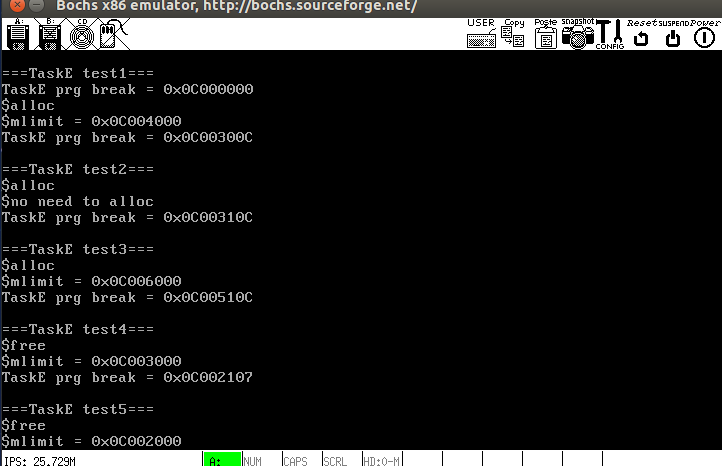 Bochs x86 emulator, http://bochs.sourceforge.net/
A: B: CD USER Copy Paste snapshot CONFIG Reset SUSPEND Power
===TaskE test1===
TaskE prg break = 0x0C000000
$alloc
$mlimit = 0x0C004000
TaskE prg break = 0x0C00300C
===TaskE test2===
$alloc
$no need to alloc
TaskE prg break = 0x0C00310C
===TaskE test3===
$alloc
$mlimit = 0x0C006000
TaskE prg break = 0x0C00510C
===TaskE test4===
$free
$mlimit = 0x0C003000
TaskE prg break = 0x0C002107
===TaskE test5===
$free
$mlimit = 0x0C002000
IPS: 25.729M A: NUM CAPS SCRL HD:0-M